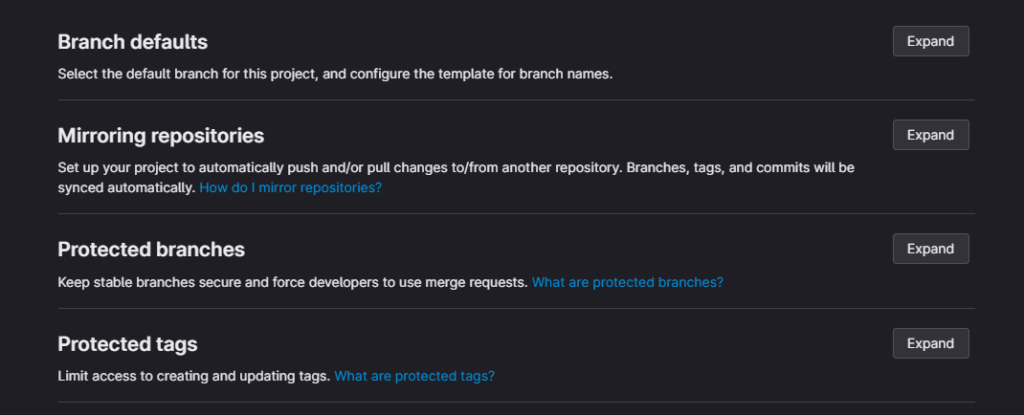 Branch defaults
Expand
Select the default branch for this project, and configure the template for branch names.
Mirroring repositories
Expand
Set up your project to automatically push and/or pull changes to/from another repository. Branches, tags, and commits will be
synced automatically. How do I mirror repositories?
Protected branches
Expand
Keep stable branches secure and force developers to use merge requests. What are protected branches?
Protected tags
Expand
Limit access to creating and updating tags. What are protected tags?